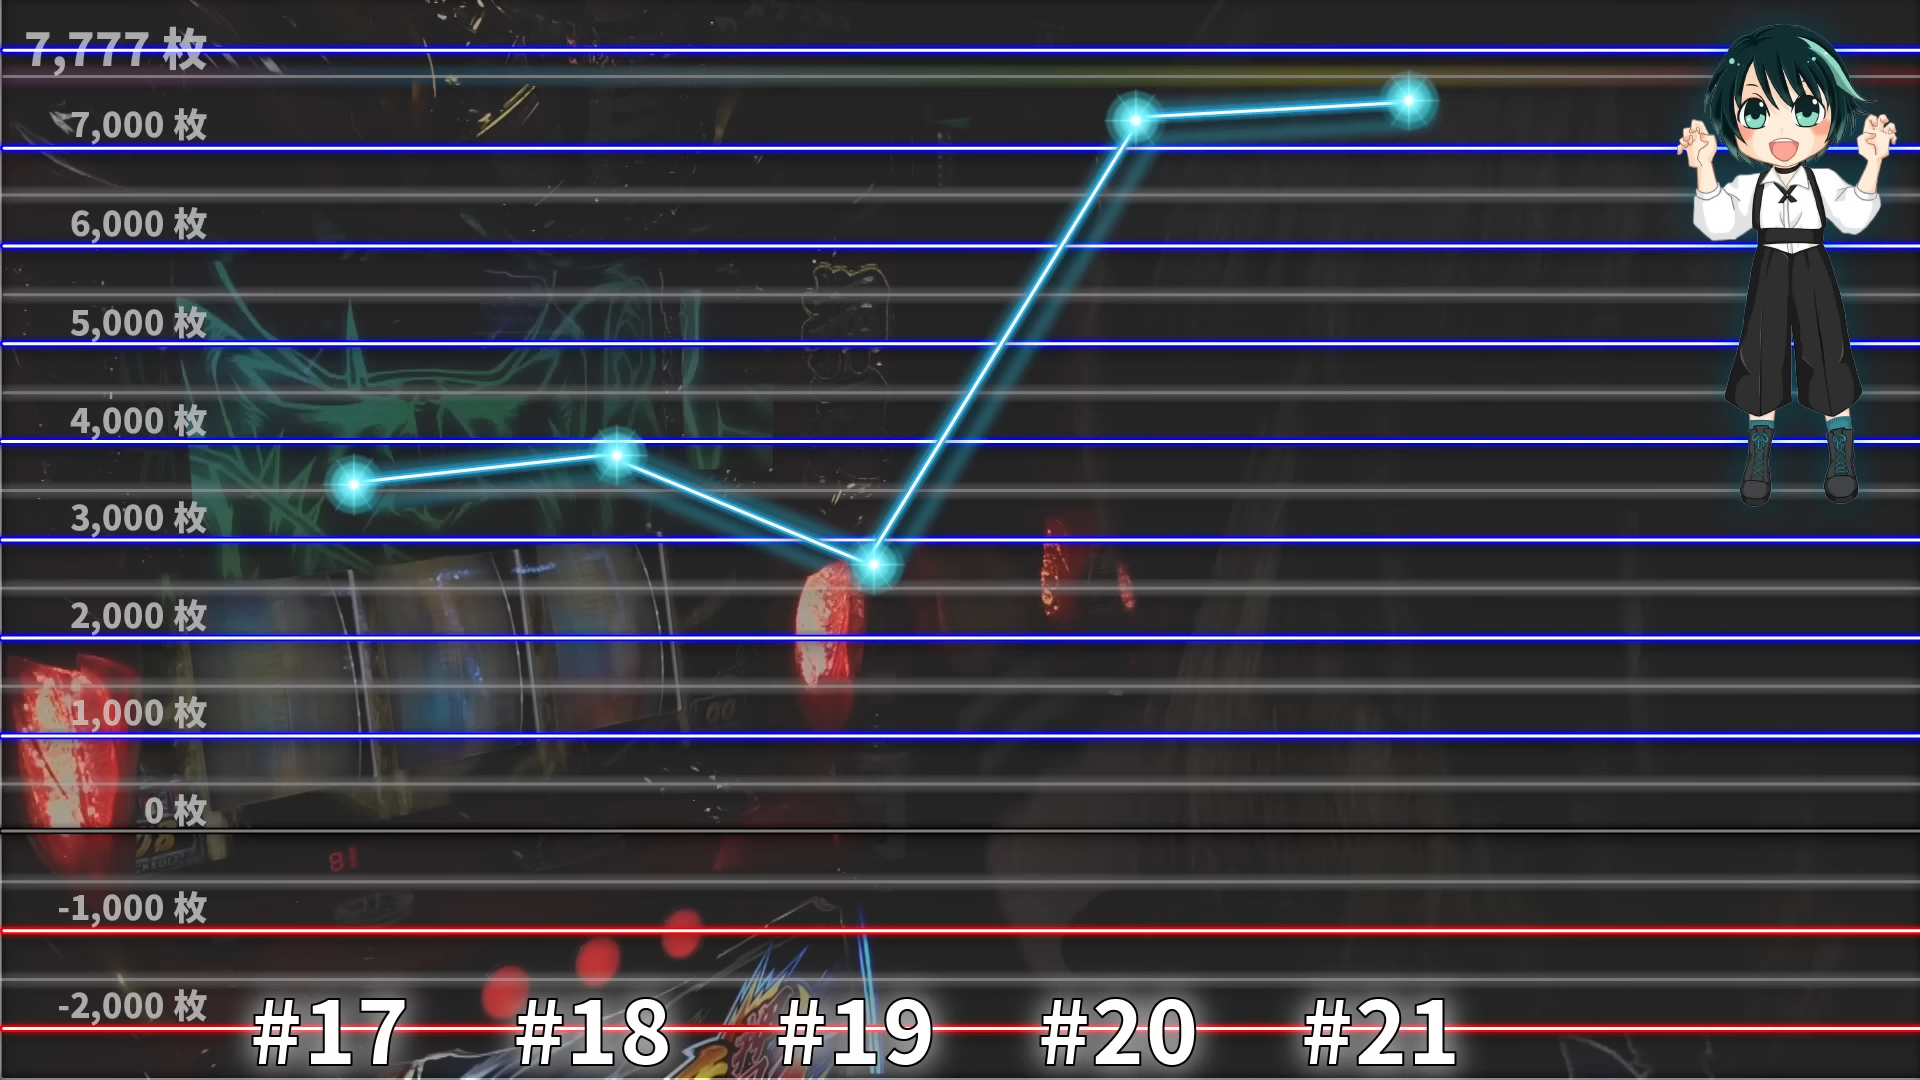 7,777 枚
7,000 枚
6,000 枚
5,000 枚
4,000 枚
3,000 枚
2,000 枚
1,000 枚
0 枚
-1,000 枚
-2,000 枚
#17 #18 #19 #20 #21